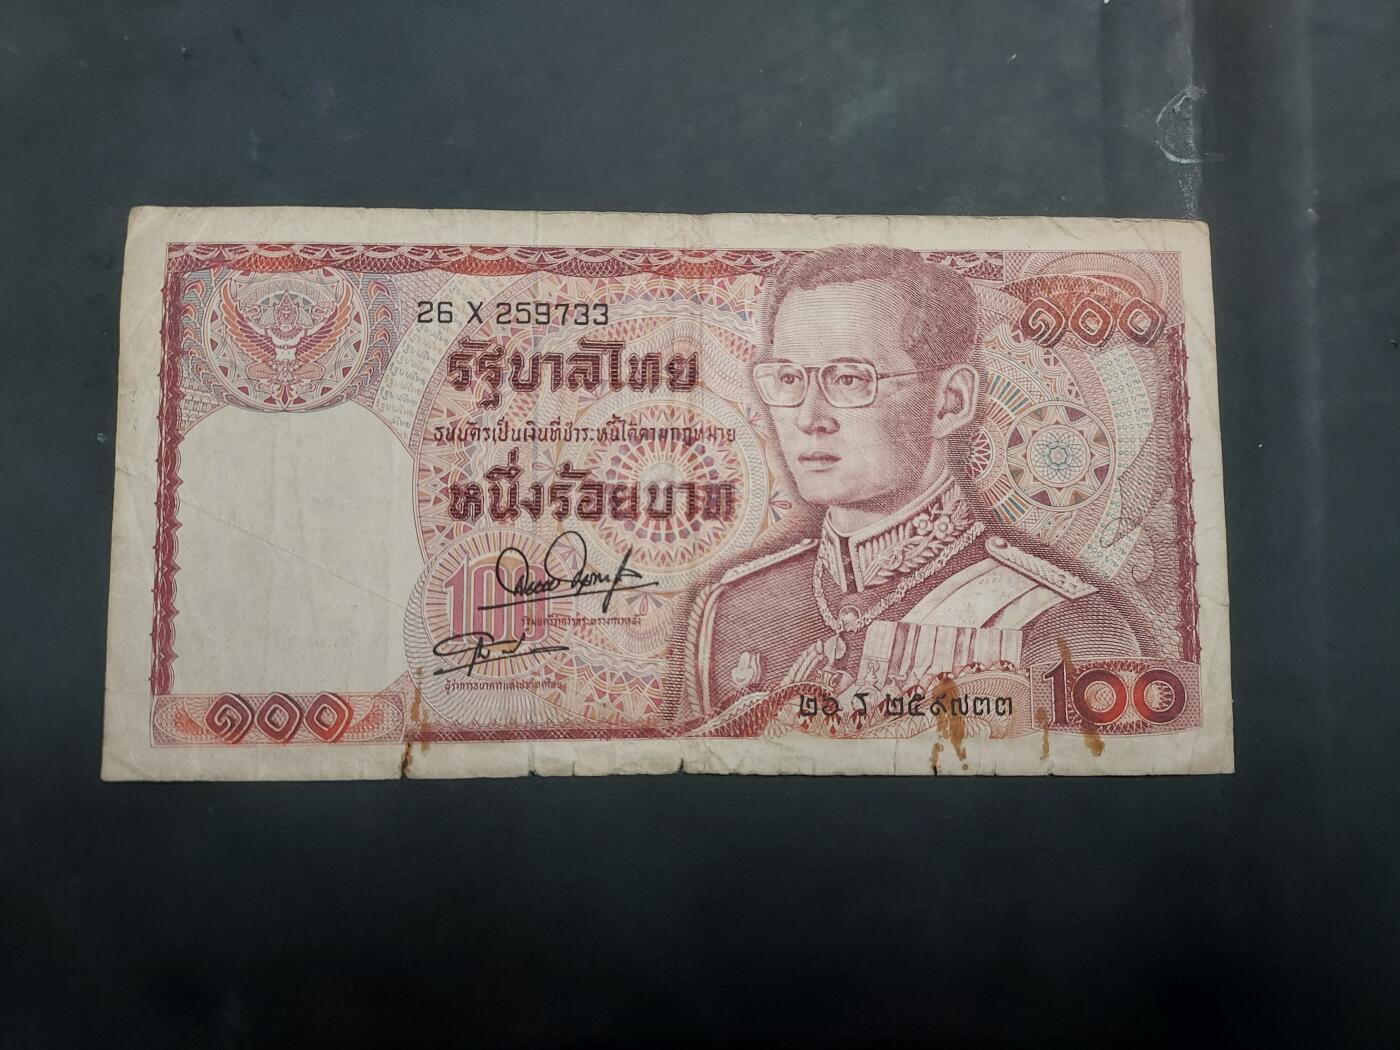 26 X 259733
๑๐๐
รัฐบาลไทย
ธนบัตรเป็นเงินที่ชำระหนี้ได้ตามกฎหมาย
หนึ่งร้อยบาท
100
รัฐมนตรีว่าการกระทรวงการคลัง
ผู้ว่าการธนาคารแห่งประเทศไทย
๑๐๐
๒๖ ร ๒๕๙๗๓๓
100